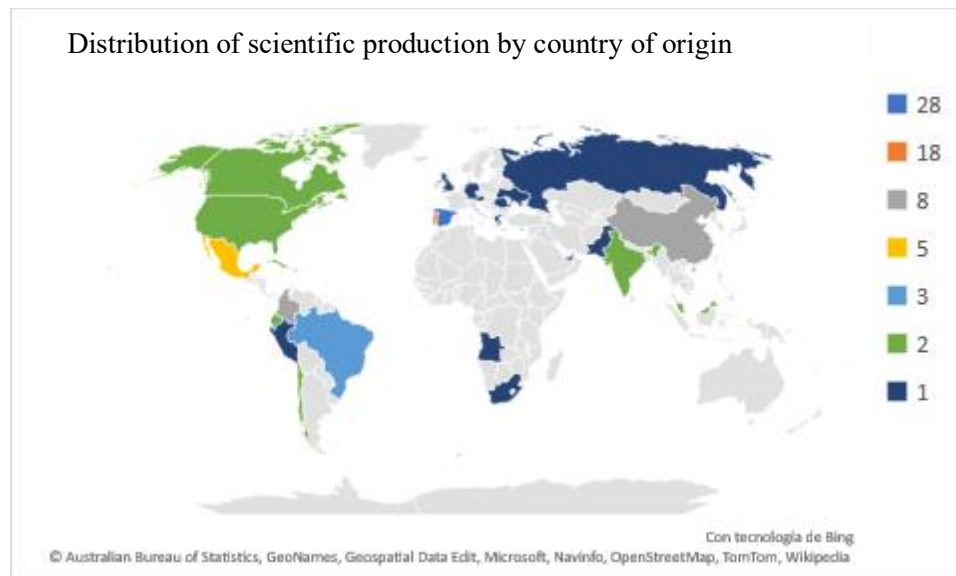 Distribution of scientific production by country of origin
28
18
8
5
3
2
1
Con tecnología de Bing
© Australian Bureau of Statistics, GeoNames, Geospatial Data Edit, Microsoft, Navinfo, OpenStreetMap, TomTom, Wikipedia